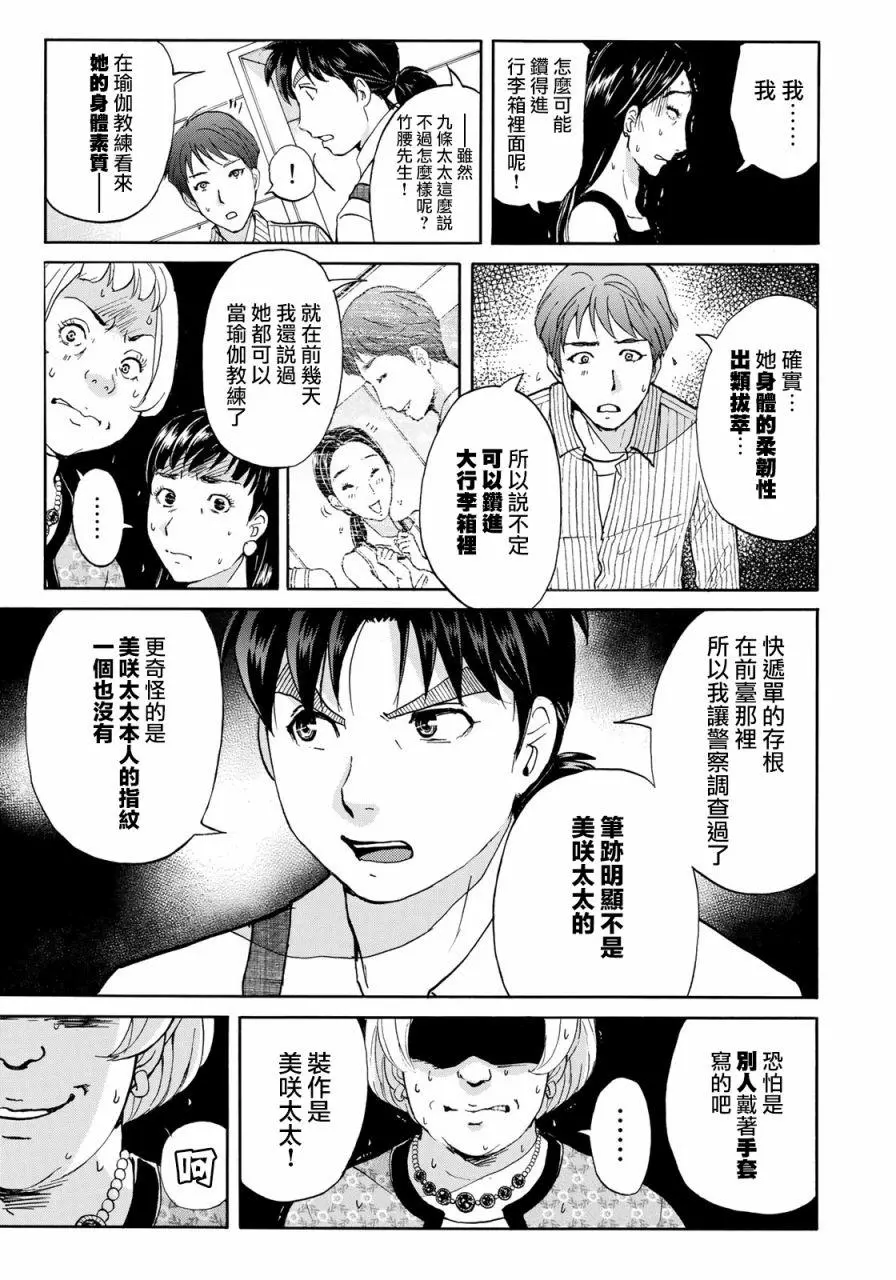 我……
我
怎麼可能
鑽得進
行李箱裡
面呢！
——雖然
九條太太這麼說
不過怎麼樣呢？
竹腰先生！
！
在瑜伽教練看來
她的身體素質——
確實…
她身體的柔韌性
出類拔萃…
所以說不定
可以鑽進
大行李箱裡
就在前幾天
我還說過
她都可以
當瑜伽教練了
……
快遞單的存根
在前臺那裡
所以我讓警察調查過了
筆跡明顯不是
美咲太太的
更奇怪的是
美咲太太本人的指紋
一個也沒有
恐怕是
別人戴著手套
寫的吧
……
裝作是
美咲太太！
呵